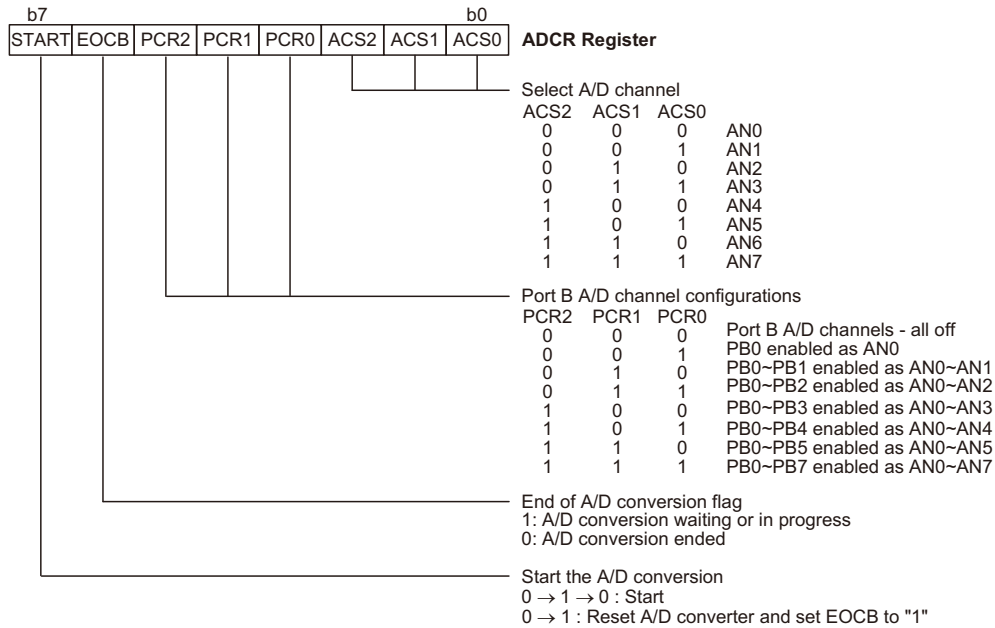 b7 b0
START EOCB PCR2 PCR1 PCR0 ACS2 ACS1 ACS0 ADCR Register
Select A/D channel
ACS2 ACS1 ACS0
0 0 0 AN0
0 0 1 AN1
0 1 0 AN2
0 1 1 AN3
1 0 0 AN4
1 0 1 AN5
1 1 0 AN6
1 1 1 AN7
Port B A/D channel configurations
PCR2 PCR1 PCR0
0 0 0 Port B A/D channels - all off
0 0 1 PB0 enabled as AN0
0 1 0 PB0~PB1 enabled as AN0~AN1
0 1 1 PB0~PB2 enabled as AN0~AN2
1 0 0 PB0~PB3 enabled as AN0~AN3
1 0 1 PB0~PB4 enabled as AN0~AN4
1 1 0 PB0~PB5 enabled as AN0~AN5
1 1 1 PB0~PB7 enabled as AN0~AN7
End of A/D conversion flag
1: A/D conversion waiting or in progress
0: A/D conversion ended
Start the A/D conversion
0 → 1 → 0 : Start
0 → 1 : Reset A/D converter and set EOCB to "1"